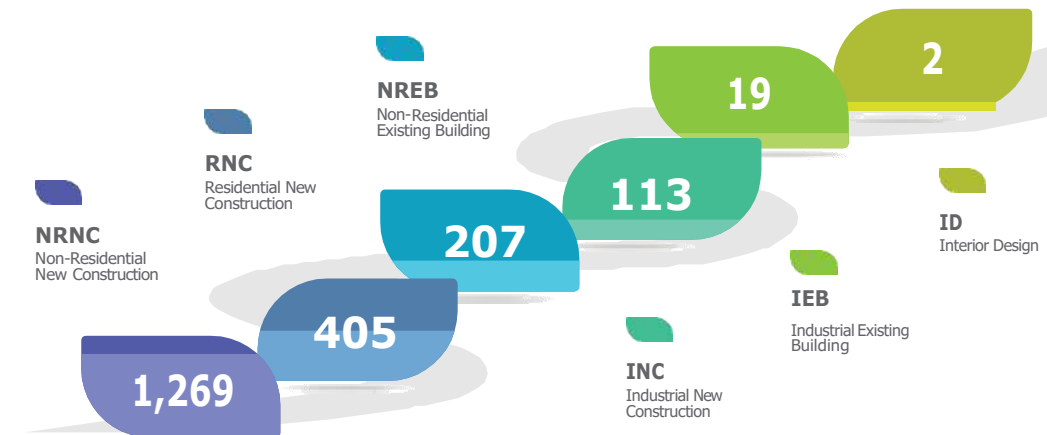 NRNC
Non-Residential
New Construction
1,269
RNC
Residential New
Construction
405
NREB
Non-Residential
Existing Building
207
INC
Industrial New
Construction
113
IEB
Industrial Existing
Building
19
ID
Interior Design
2